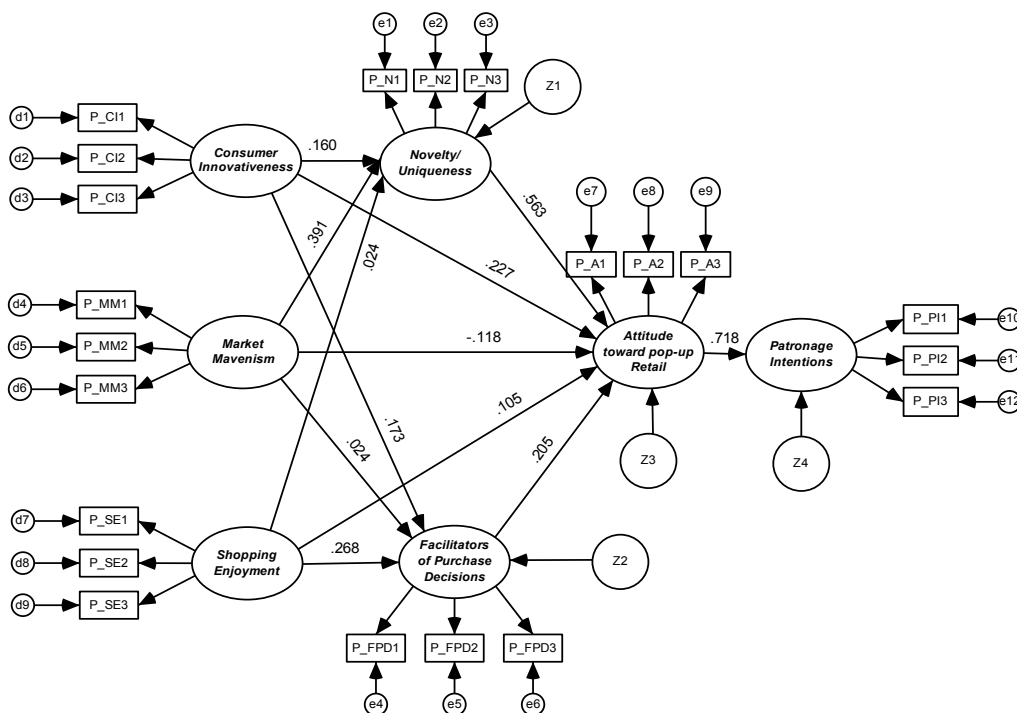 e1
e2
e3
P_N1
P_N2
P_N3
Z1
d1
P_CI1
d2
P_CI2
d3
P_CI3
Consumer
Innovativeness
.160
Novelty/
Uniqueness
.391
.024
.563
.227
e7
e8
e9
P_A1
P_A2
P_A3
d4
P_MM1
d5
P_MM2
d6
P_MM3
Market
Mavenism
-.118
Attitude
toward pop-up
Retail
.718
Patronage
Intentions
P_PI1
e10
P_PI2
e11
P_PI3
e12
.173
.024
.105
.205
Z3
Z4
d7
P_SE1
d8
P_SE2
d9
P_SE3
Shopping
Enjoyment
.268
Facilitators
of Purchase
Decisions
Z2
P_FPD1
P_FPD2
P_FPD3
e4
e5
e6